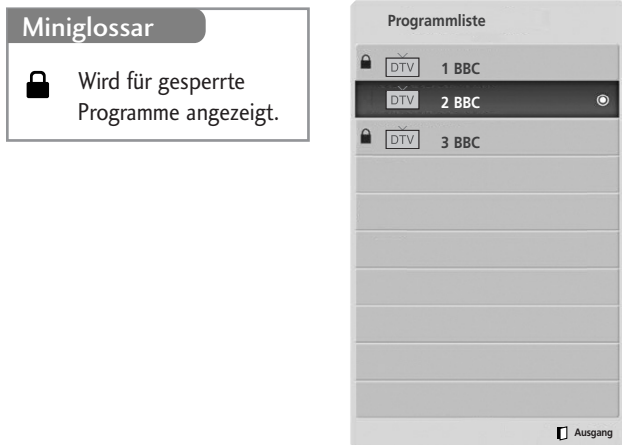 Miniglossar
Wird für gesperrte
Programme angezeigt.
Programmliste
DTV 1 BBC
DTV 2 BBC
DTV 3 BBC
Ausgang